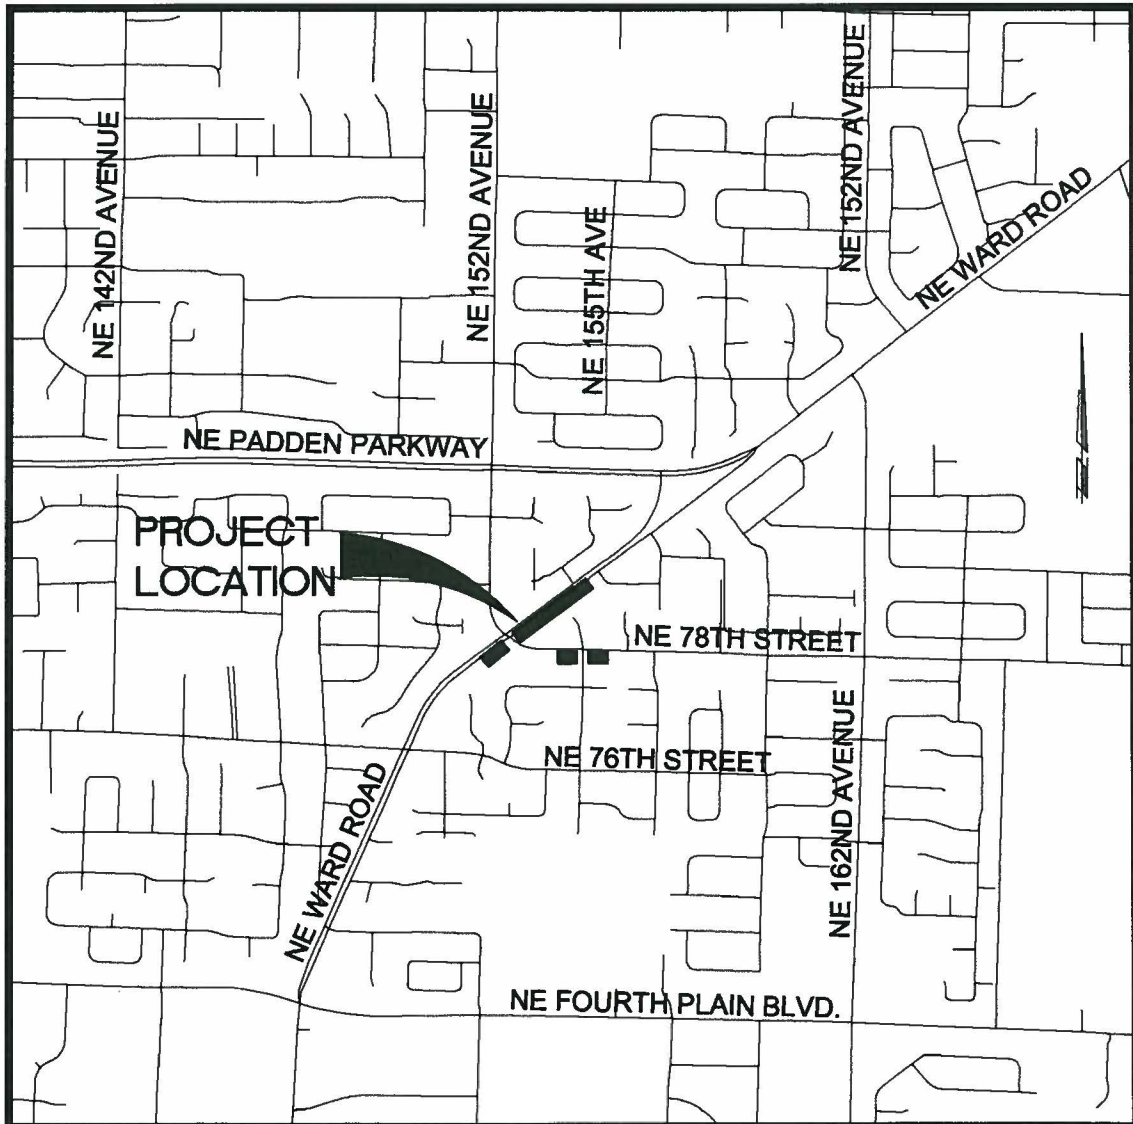 NE 142ND AVENUE
NE 152ND AVENUE
NE 155TH AVE
NE 152ND AVENUE
NE WARD ROAD
NE PADDEN PARKWAY
PROJECT
LOCATION
NE 78TH STREET
NE 76TH STREET
NE 162ND AVENUE
NE WARD ROAD
NE FOURTH PLAIN BLVD.